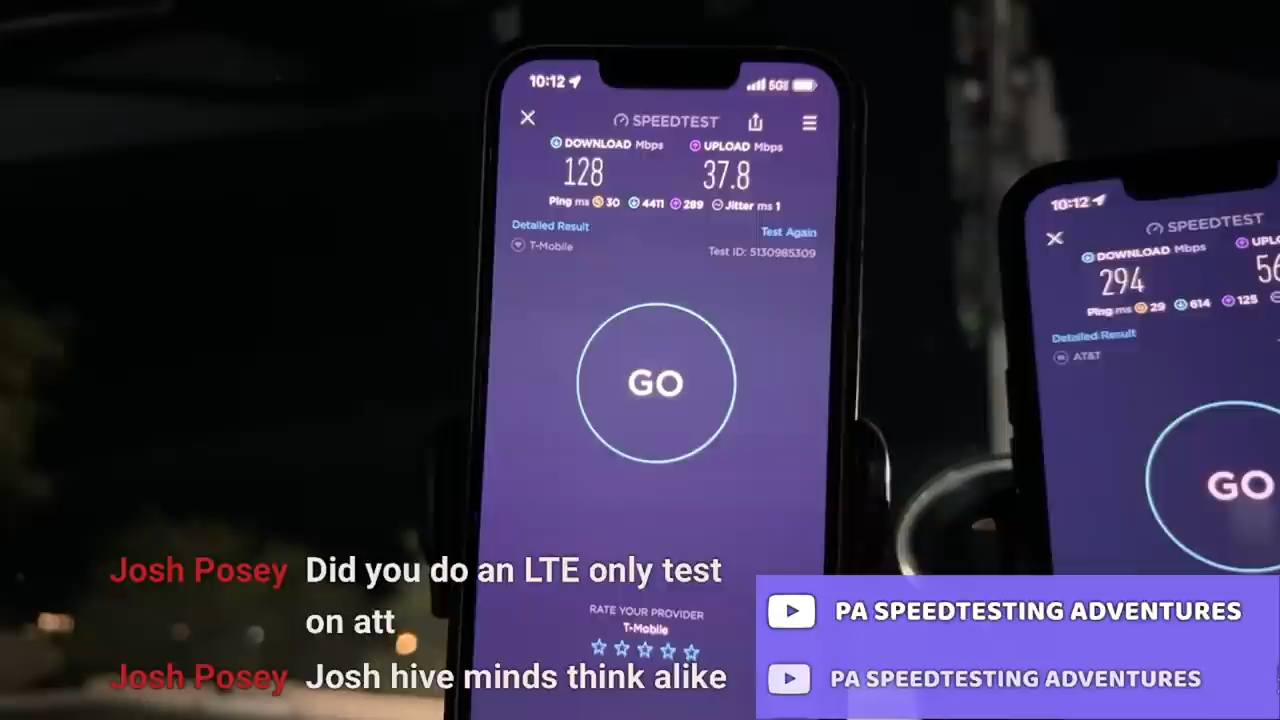 10:12
5G
SPEEDTEST
DOWNLOAD Mbps
UPLOAD Mbps
128
37.8
Ping ms 30 4411 289 Jitter ms 1
Detailed Result
Test Again
T-Mobile
Test ID: 5130985309
GO
RATE YOUR PROVIDER
T-Mobile
10:12
SPEEDTEST
DOWNLOAD Mbps
UPLO
294
56
Ping ms 29 614 125
Detailed Result
AT&T
GO
Josh Posey Did you do an LTE only test
on att
Josh Posey Josh hive minds think alike
PA SPEEDTESTING ADVENTURES
PA SPEEDTESTING ADVENTURES